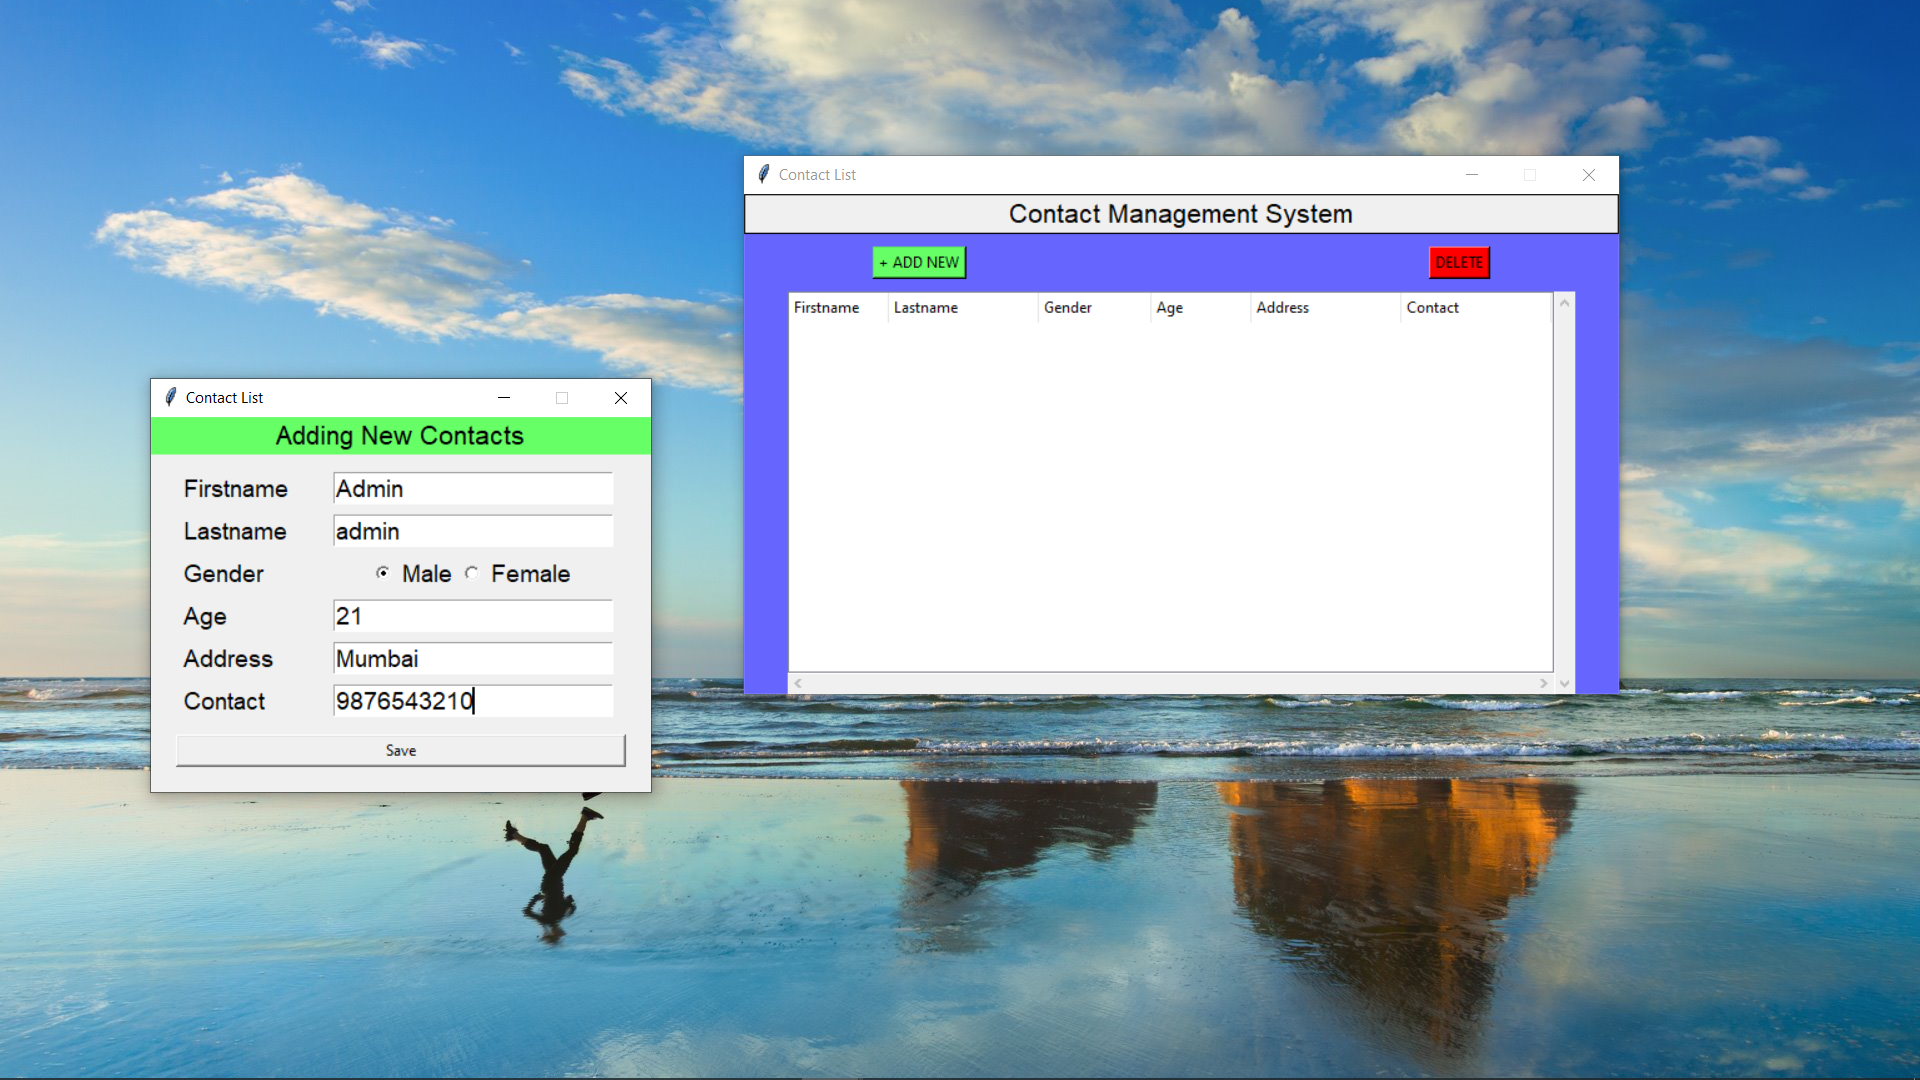 Contact List
Contact Management System
+ ADD NEW
DELETE
Firstname Lastname Gender Age Address Contact
Contact List
Adding New Contacts
Firstname Admin
Lastname admin
Gender Male Female
Age 21
Address Mumbai
Contact 9876543210
Save